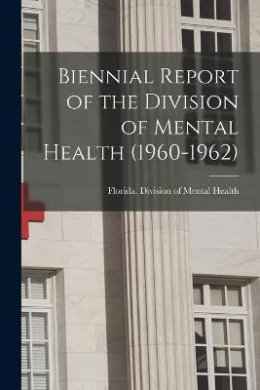 Biennial Report
of the Division
of Mental
Health (1960-1962)
Florida. Division of Mental Health